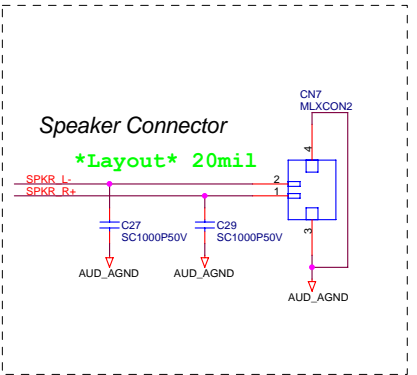 CN7
MLXCON2
Speaker Connector
*Layout* 20mil
4
SPKR_L-
2
SPKR_R+
1
C27
SC1000P50V
C29
SC1000P50V
3
AUD_AGND
AUD_AGND
AUD_AGND